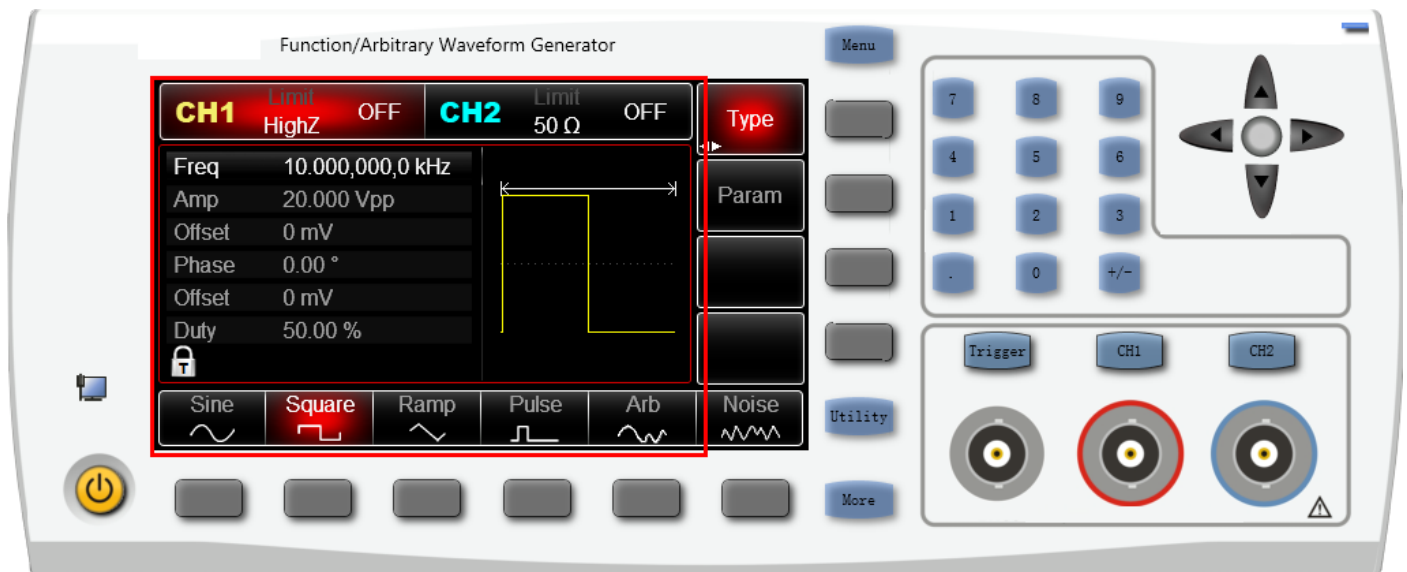 Function/Arbitrary Waveform Generator
Menu
CH1 Limit HighZ OFF
CH2 Limit 50 Ω OFF
Type
Freq 10.000,000,0 kHz
Amp 20.000 Vpp
Offset 0 mV
Phase 0.00 °
Offset 0 mV
Duty 50.00 %
T
Param
Sine
Square
Ramp
Pulse
Arb
Noise
Utility
More
7 8 9
4 5 6
1 2 3
. 0 +/-
Trigger
CH1
CH2